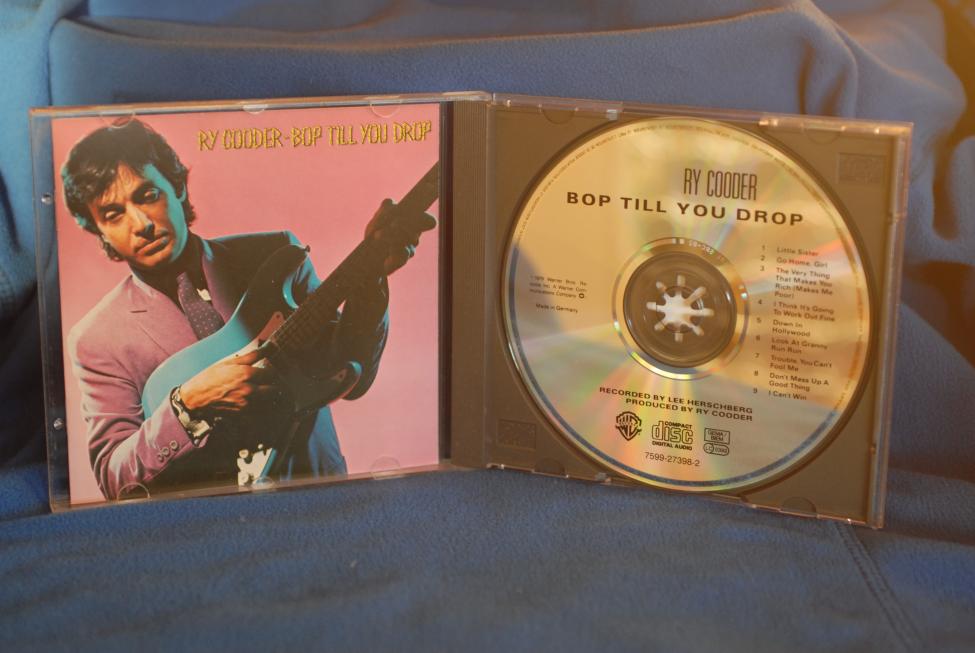 RY COODER-BOP TILL YOU DROP
RY COODER
BOP TILL YOU DROP
1 Little Sister
2 Go Home, Girl
3 The Very Thing
That Makes You
Rich (Makes Me
Poor)
4 I Think It's Going
To Work Out Fine
5 Down In
Hollywood
6 Look At Granny
Run Run
7 Trouble, You Can't
Fool Me
8 Don't Mess Up A
Good Thing
9 I Can't Win
Made in Germany
RECORDED BY LEE HERSCHBERG
PRODUCED BY RY COODER
COMPACT
disc
DIGITAL AUDIO
GEMA/
BIEM
7599-27398-2